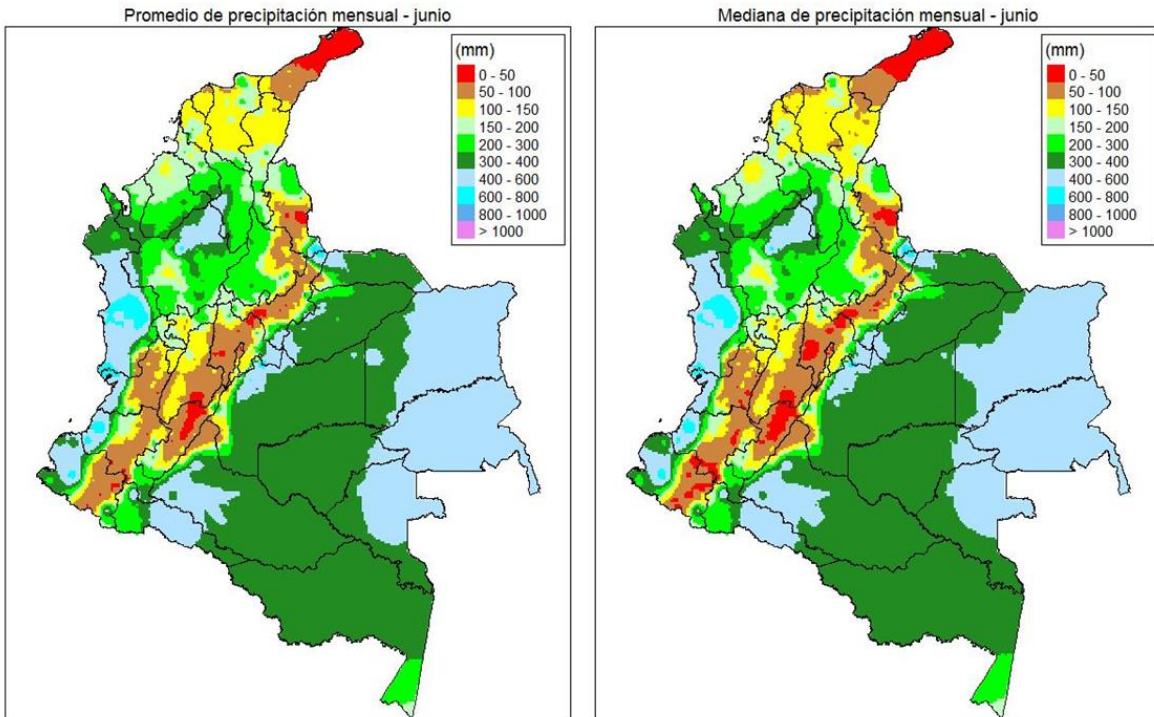 Promedio de precipitación mensual - junio
(mm)
0 - 50
50 - 100
100 - 150
150 - 200
200 - 300
300 - 400
400 - 600
600 - 800
800 - 1000
> 1000
Mediana de precipitación mensual - junio
(mm)
0 - 50
50 - 100
100 - 150
150 - 200
200 - 300
300 - 400
400 - 600
600 - 800
800 - 1000
> 1000